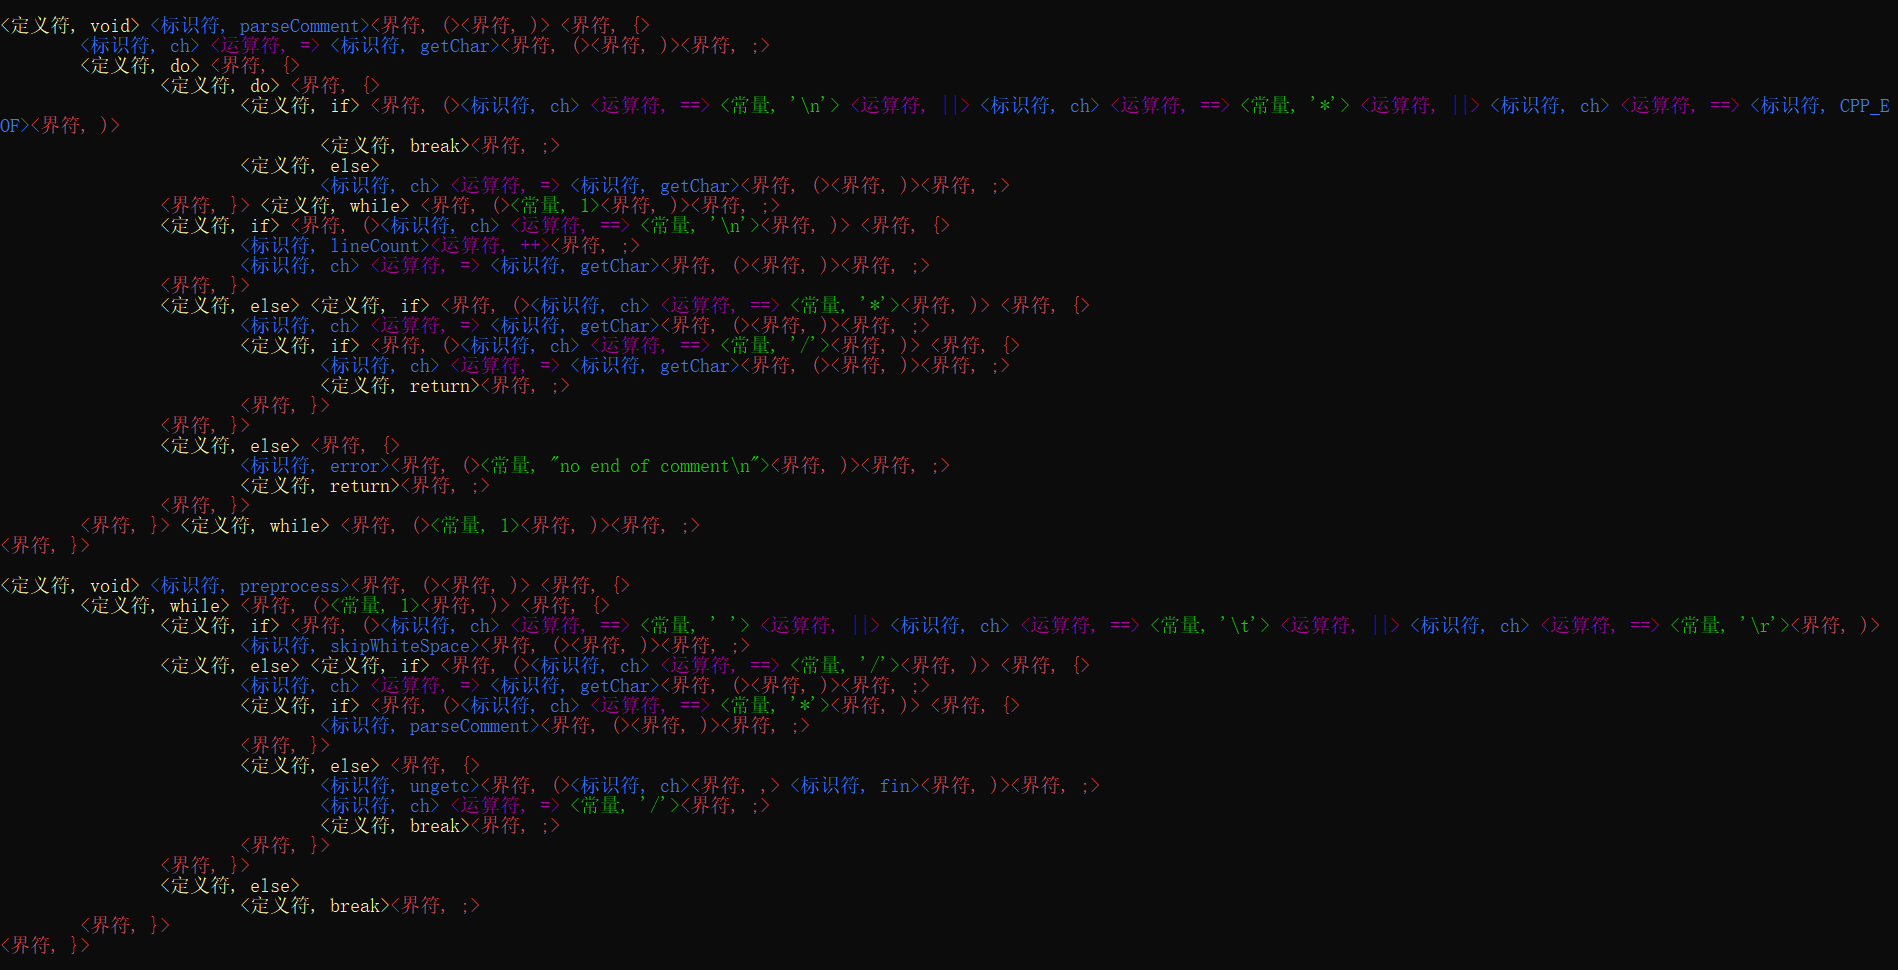 <定义符, void> <标识符, parseComment><界符, (><界符, )> <界符, {>
        <标识符, ch> <运算符, => <标识符, getChar><界符, (><界符, )><界符, ;>
        <定义符, do> <界符, {>
                <定义符, do> <界符, {>
                        <定义符, if> <界符, (><标识符, ch> <运算符, ==> <常量, '\n'> <运算符, ||> <标识符, ch> <运算符, ==> <常量, '*'> <运算符, ||> <标识符, ch> <运算符, ==> <标识符, CPP_E
OF><界符, )>
                                <定义符, break><界符, ;>
                        <定义符, else>
                                <标识符, ch> <运算符, => <标识符, getChar><界符, (><界符, )><界符, ;>
                <界符, }> <定义符, while> <界符, (><常量, 1><界符, )><界符, ;>
                <定义符, if> <界符, (><标识符, ch> <运算符, ==> <常量, '\n'><界符, )> <界符, {>
                        <标识符, lineCount><运算符, ++><界符, ;>
                        <标识符, ch> <运算符, => <标识符, getChar><界符, (><界符, )><界符, ;>
                <界符, }>
                <定义符, else> <定义符, if> <界符, (><标识符, ch> <运算符, ==> <常量, '*'><界符, )> <界符, {>
                        <标识符, ch> <运算符, => <标识符, getChar><界符, (><界符, )><界符, ;>
                        <定义符, if> <界符, (><标识符, ch> <运算符, ==> <常量, '/'><界符, )> <界符, {>
                                <标识符, ch> <运算符, => <标识符, getChar><界符, (><界符, )><界符, ;>
                                <定义符, return><界符, ;>
                        <界符, }>
                <界符, }>
                <定义符, else> <界符, {>
                        <标识符, error><界符, (><常量, "no end of comment\n"><界符, )><界符, ;>
                        <定义符, return><界符, ;>
                <界符, }>
        <界符, }> <定义符, while> <界符, (><常量, 1><界符, )><界符, ;>
<界符, }>

<定义符, void> <标识符, preprocess><界符, (><界符, )> <界符, {>
        <定义符, while> <界符, (><常量, 1><界符, )> <界符, {>
                <定义符, if> <界符, (><标识符, ch> <运算符, ==> <常量, ' '> <运算符, ||> <标识符, ch> <运算符, ==> <常量, '\t'> <运算符, ||> <标识符, ch> <运算符, ==> <常量, '\r'><界符, )>
                        <标识符, skipWhiteSpace><界符, (><界符, )><界符, ;>
                <定义符, else> <定义符, if> <界符, (><标识符, ch> <运算符, ==> <常量, '/'><界符, )> <界符, {>
                        <标识符, ch> <运算符, => <标识符, getChar><界符, (><界符, )><界符, ;>
                        <定义符, if> <界符, (><标识符, ch> <运算符, ==> <常量, '*'><界符, )> <界符, {>
                                <标识符, parseComment><界符, (><界符, )><界符, ;>
                        <界符, }>
                        <定义符, else> <界符, {>
                                <标识符, ungetc><界符, (><标识符, ch><界符, ,> <标识符, fin><界符, )><界符, ;>
                                <标识符, ch> <运算符, => <常量, '/'><界符, ;>
                                <定义符, break><界符, ;>
                        <界符, }>
                <界符, }>
                <定义符, else>
                        <定义符, break><界符, ;>
        <界符, }>
<界符, }>